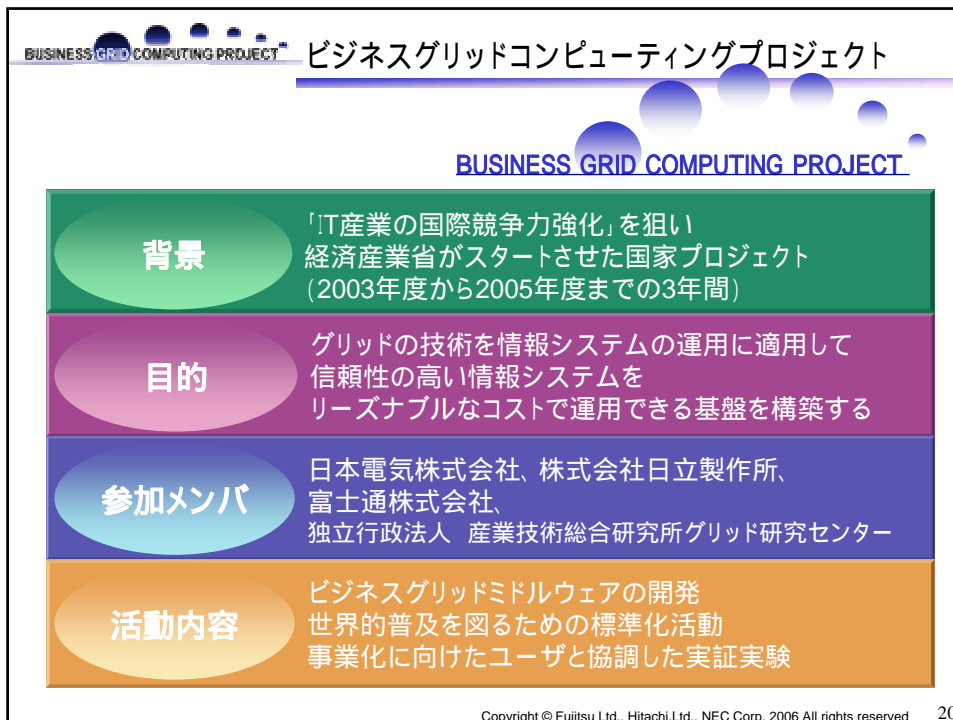 BUSINESS GRID COMPUTING PROJECT
ビジネスグリッドコンピューティングプロジェクト
BUSINESS GRID COMPUTING PROJECT
背景
「IT産業の国際競争力強化」を狙い
経済産業省がスタートさせた国家プロジェクト
(2003年度から2005年度までの3年間)
目的
グリッドの技術を情報システムの運用に適用して
信頼性の高い情報システムを
リーズナブルなコストで運用できる基盤を構築する
参加メンバ
日本電気株式会社、株式会社日立製作所、
富士通株式会社、
独立行政法人　産業技術総合研究所グリッド研究センター
活動内容
ビジネスグリッドミドルウェアの開発
世界的普及を図るための標準化活動
事業化に向けたユーザと協調した実証実験
Copyright © Fujitsu Ltd., Hitachi,Ltd., NEC Corp. 2006 All rights reserved 20